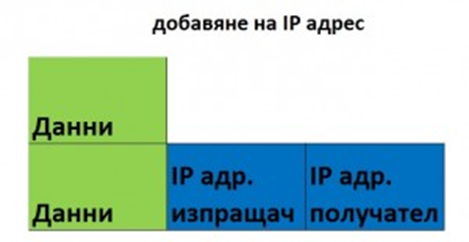 добавяне на IP адрес
Данни
Данни
IP адр.
изпращач
IP адр.
получател